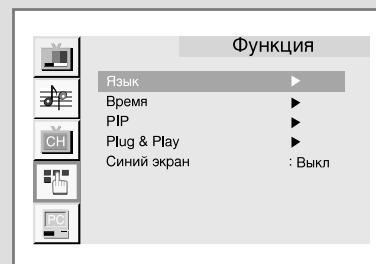 Функция
Язык
Время
PIP
Plug & Play
Синий экран : Выкл
CH
PC